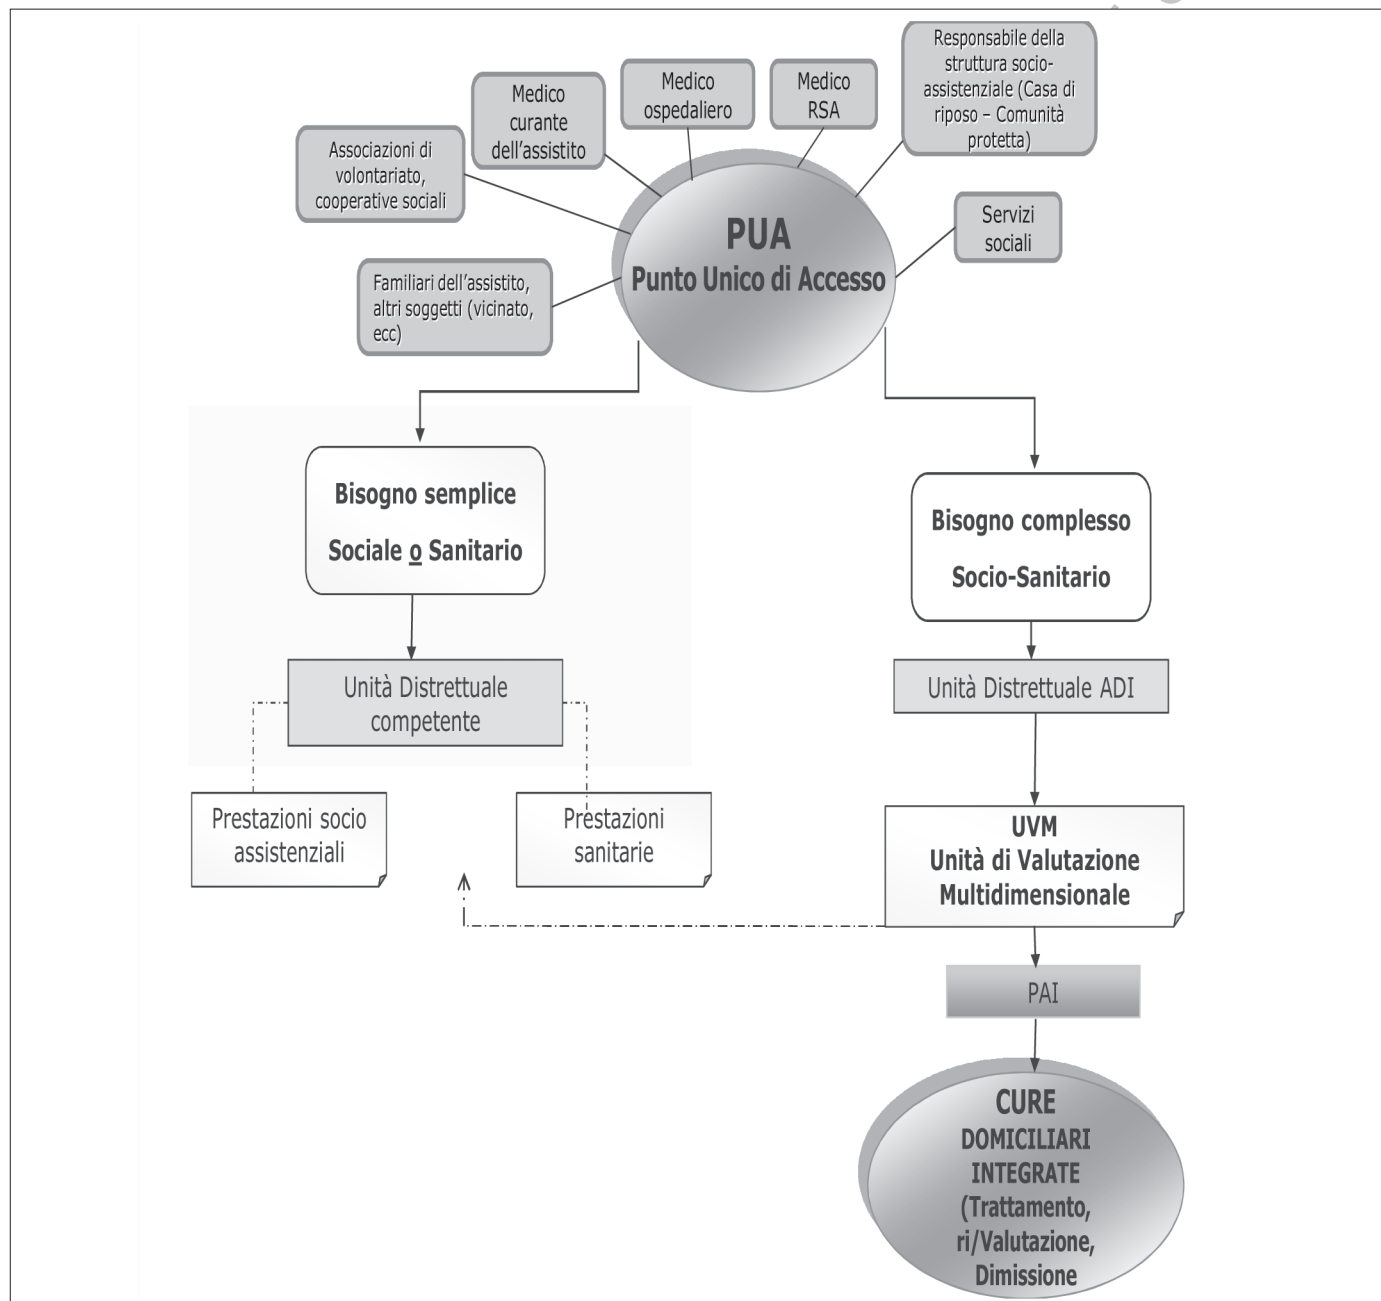 Responsabile della
struttura socio-
assistenziale (Casa di
riposo – Comunità
protetta)
Medico
ospedaliero
Medico
RSA
Medico
curante
dell'assistito
Associazioni di
volontariato,
cooperative sociali
Servizi
sociali
PUA
Punto Unico di Accesso
Familiari dell'assistito,
altri soggetti (vicinato,
ecc)
Bisogno semplice
Sociale o Sanitario
Bisogno complesso
Socio-Sanitario
Unità Distrettuale
competente
Unità Distrettuale ADI
Prestazioni socio
assistenziali
Prestazioni
sanitarie
UVM
Unità di Valutazione
Multidimensionale
PAI
CURE
DOMICILIARI
INTEGRATE
(Trattamento,
ri/Valutazione,
Dimissione